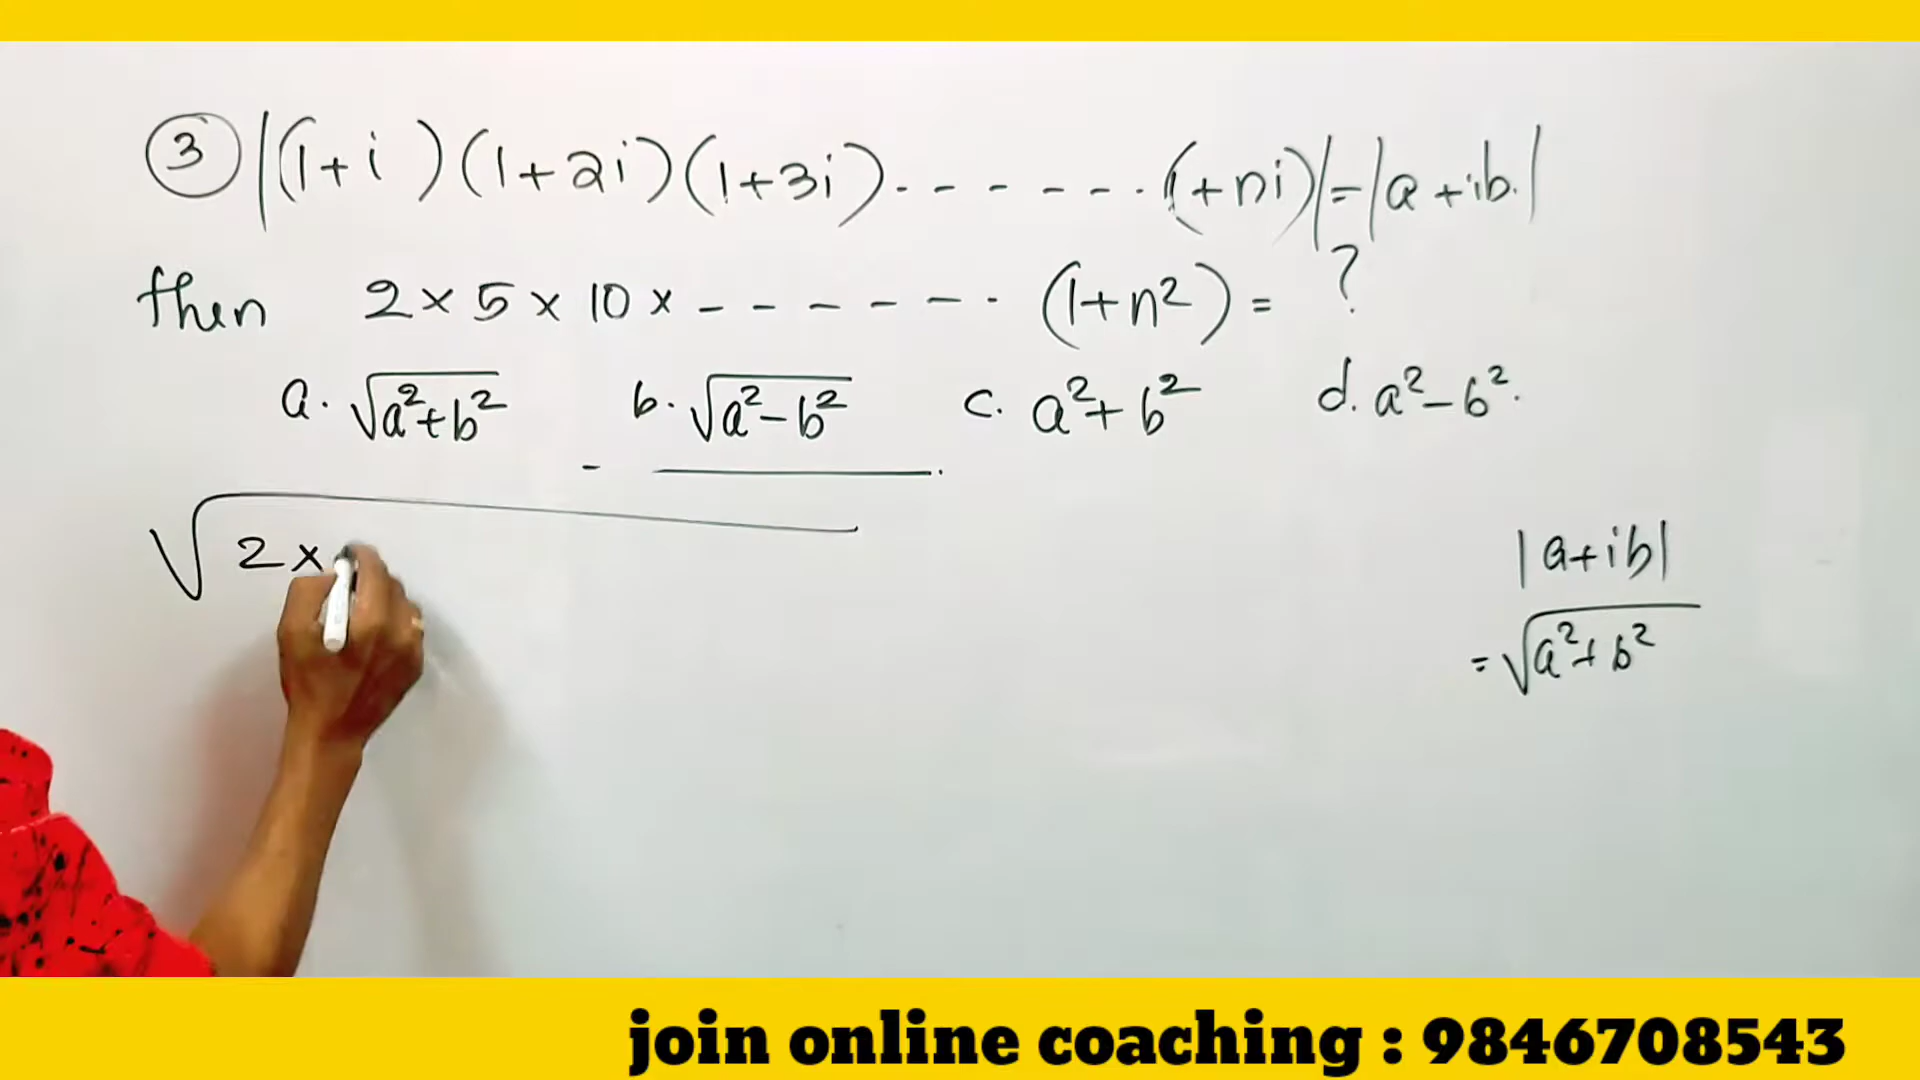 ③ |(1+i)(1+2i)(1+3i)- - - - - - (1+ni)|=|a+ib.|
then 2×5×10×- - - - - - (1+n²)= ?
a. √a²+b² b. √a²-b² c. a²+b² d. a²-b².
√2×
|a+ib|
=√a²+b²
join online coaching : 9846708543